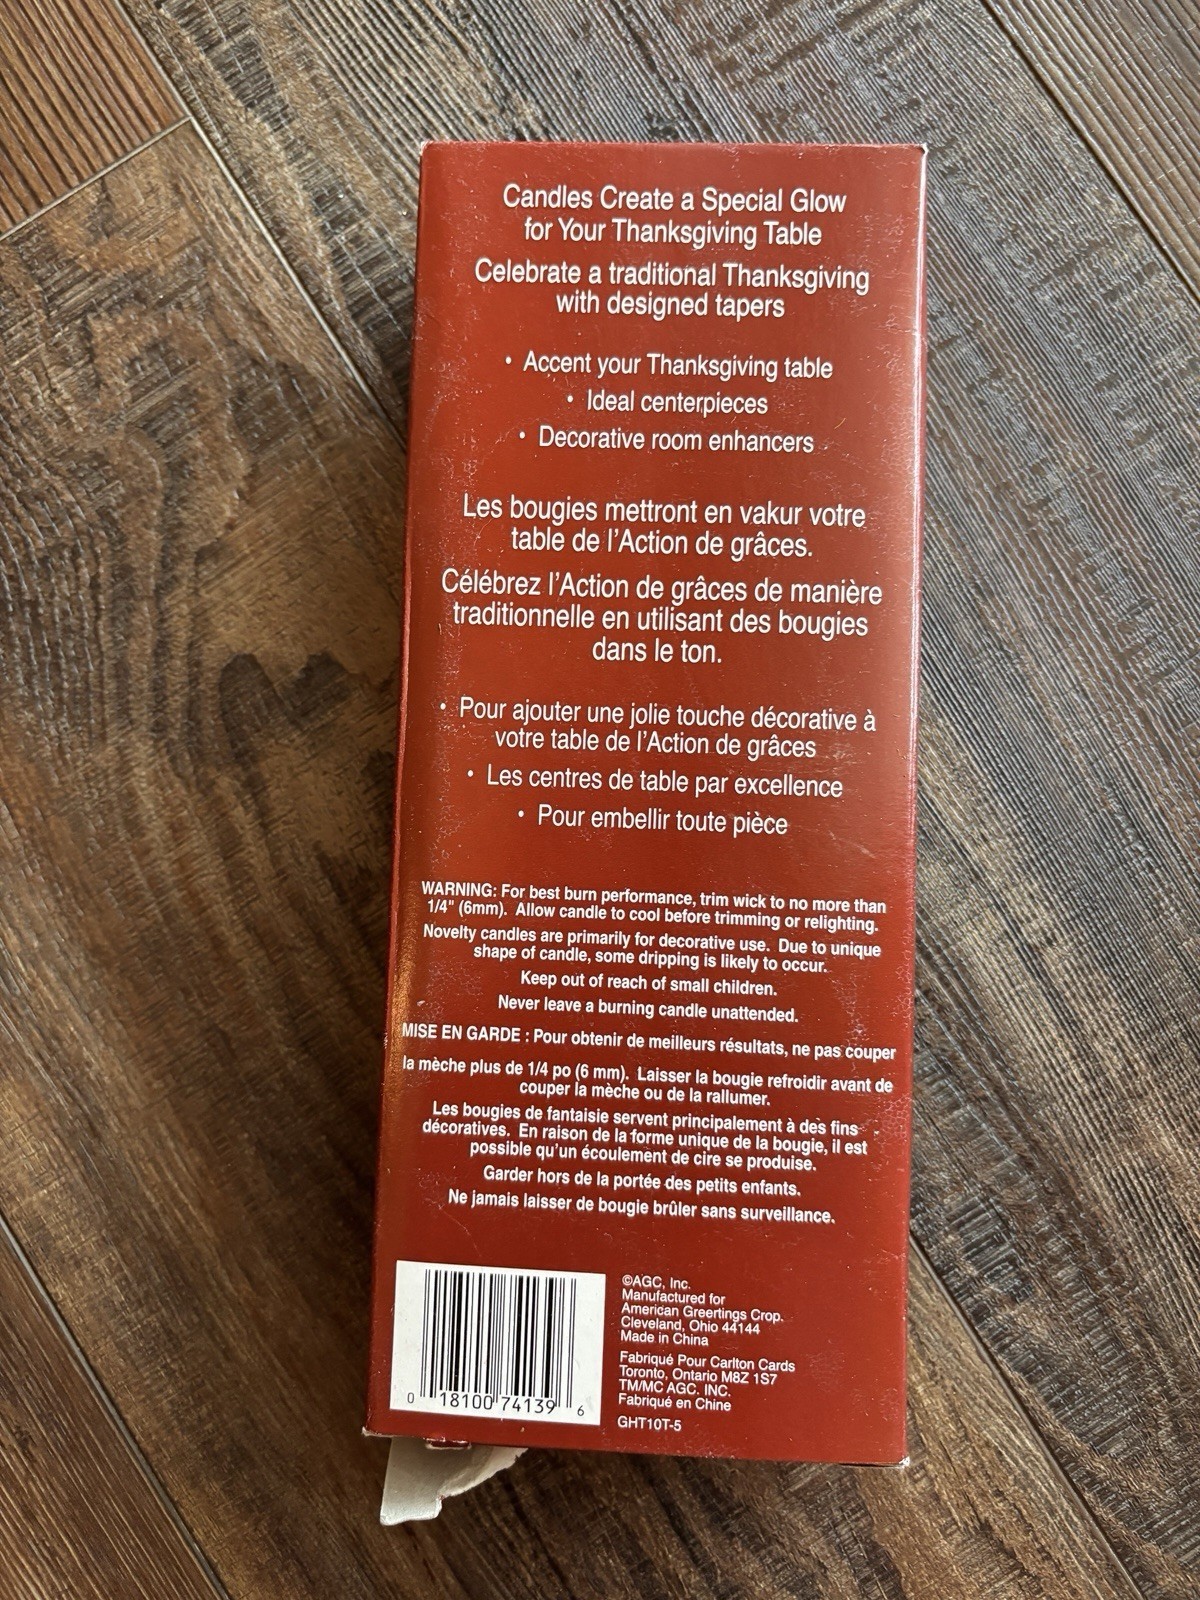 Candles Create a Special Glow
for Your Thanksgiving Table
Celebrate a traditional Thanksgiving
with designed tapers
• Accent your Thanksgiving table
• Ideal centerpieces
• Decorative room enhancers
Les bougies mettront en vakur votre
table de l'Action de grâces.
Célébrez l'Action de grâces de manière
traditionnelle en utilisant des bougies
dans le ton.
• Pour ajouter une jolie touche décorative à
votre table de l'Action de grâces
• Les centres de table par excellence
• Pour embellir toute pièce
WARNING: For best burn performance, trim wick to no more than
1/4" (6mm). Allow candle to cool before trimming or relighting.
Novelty candles are primarily for decorative use. Due to unique
shape of candle, some dripping is likely to occur.
Keep out of reach of small children.
Never leave a burning candle unattended.
MISE EN GARDE : Pour obtenir de meilleurs résultats, ne pas couper
la mèche plus de 1/4 po (6 mm). Laisser la bougie refroidir avant de
couper la mèche ou de la rallumer.
Les bougies de fantaisie servent principalement à des fins
décoratives. En raison de la forme unique de la bougie, il est
possible qu'un écoulement de cire se produise.
Garder hors de la portée des petits enfants.
Ne jamais laisser de bougie brûler sans surveillance.
0 18100 74139 6
©AGC, Inc.
Manufactured for
American Greertings Crop.
Cleveland, Ohio 44144
Made in China
Fabriqué Pour Carlton Cards
Toronto, Ontario M8Z 1S7
TM/MC AGC. INC.
Fabriqué en Chine
GHT10T-5